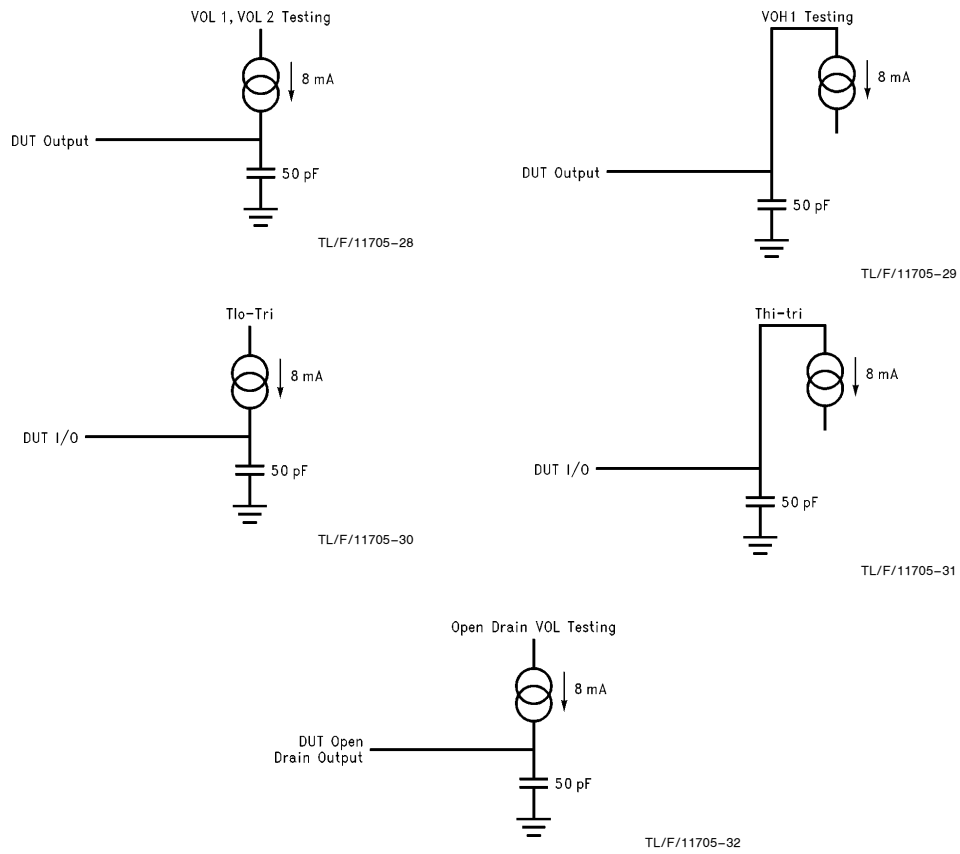 VOL 1, VOL 2 Testing
8 mA
DUT Output
50 pF
TL/F/11705–28
VOH1 Testing
8 mA
DUT Output
50 pF
TL/F/11705–29
Tlo-Tri
8 mA
DUT I/O
50 pF
TL/F/11705–30
Thi-tri
8 mA
DUT I/O
50 pF
TL/F/11705–31
Open Drain VOL Testing
8 mA
DUT Open
Drain Output
50 pF
TL/F/11705–32